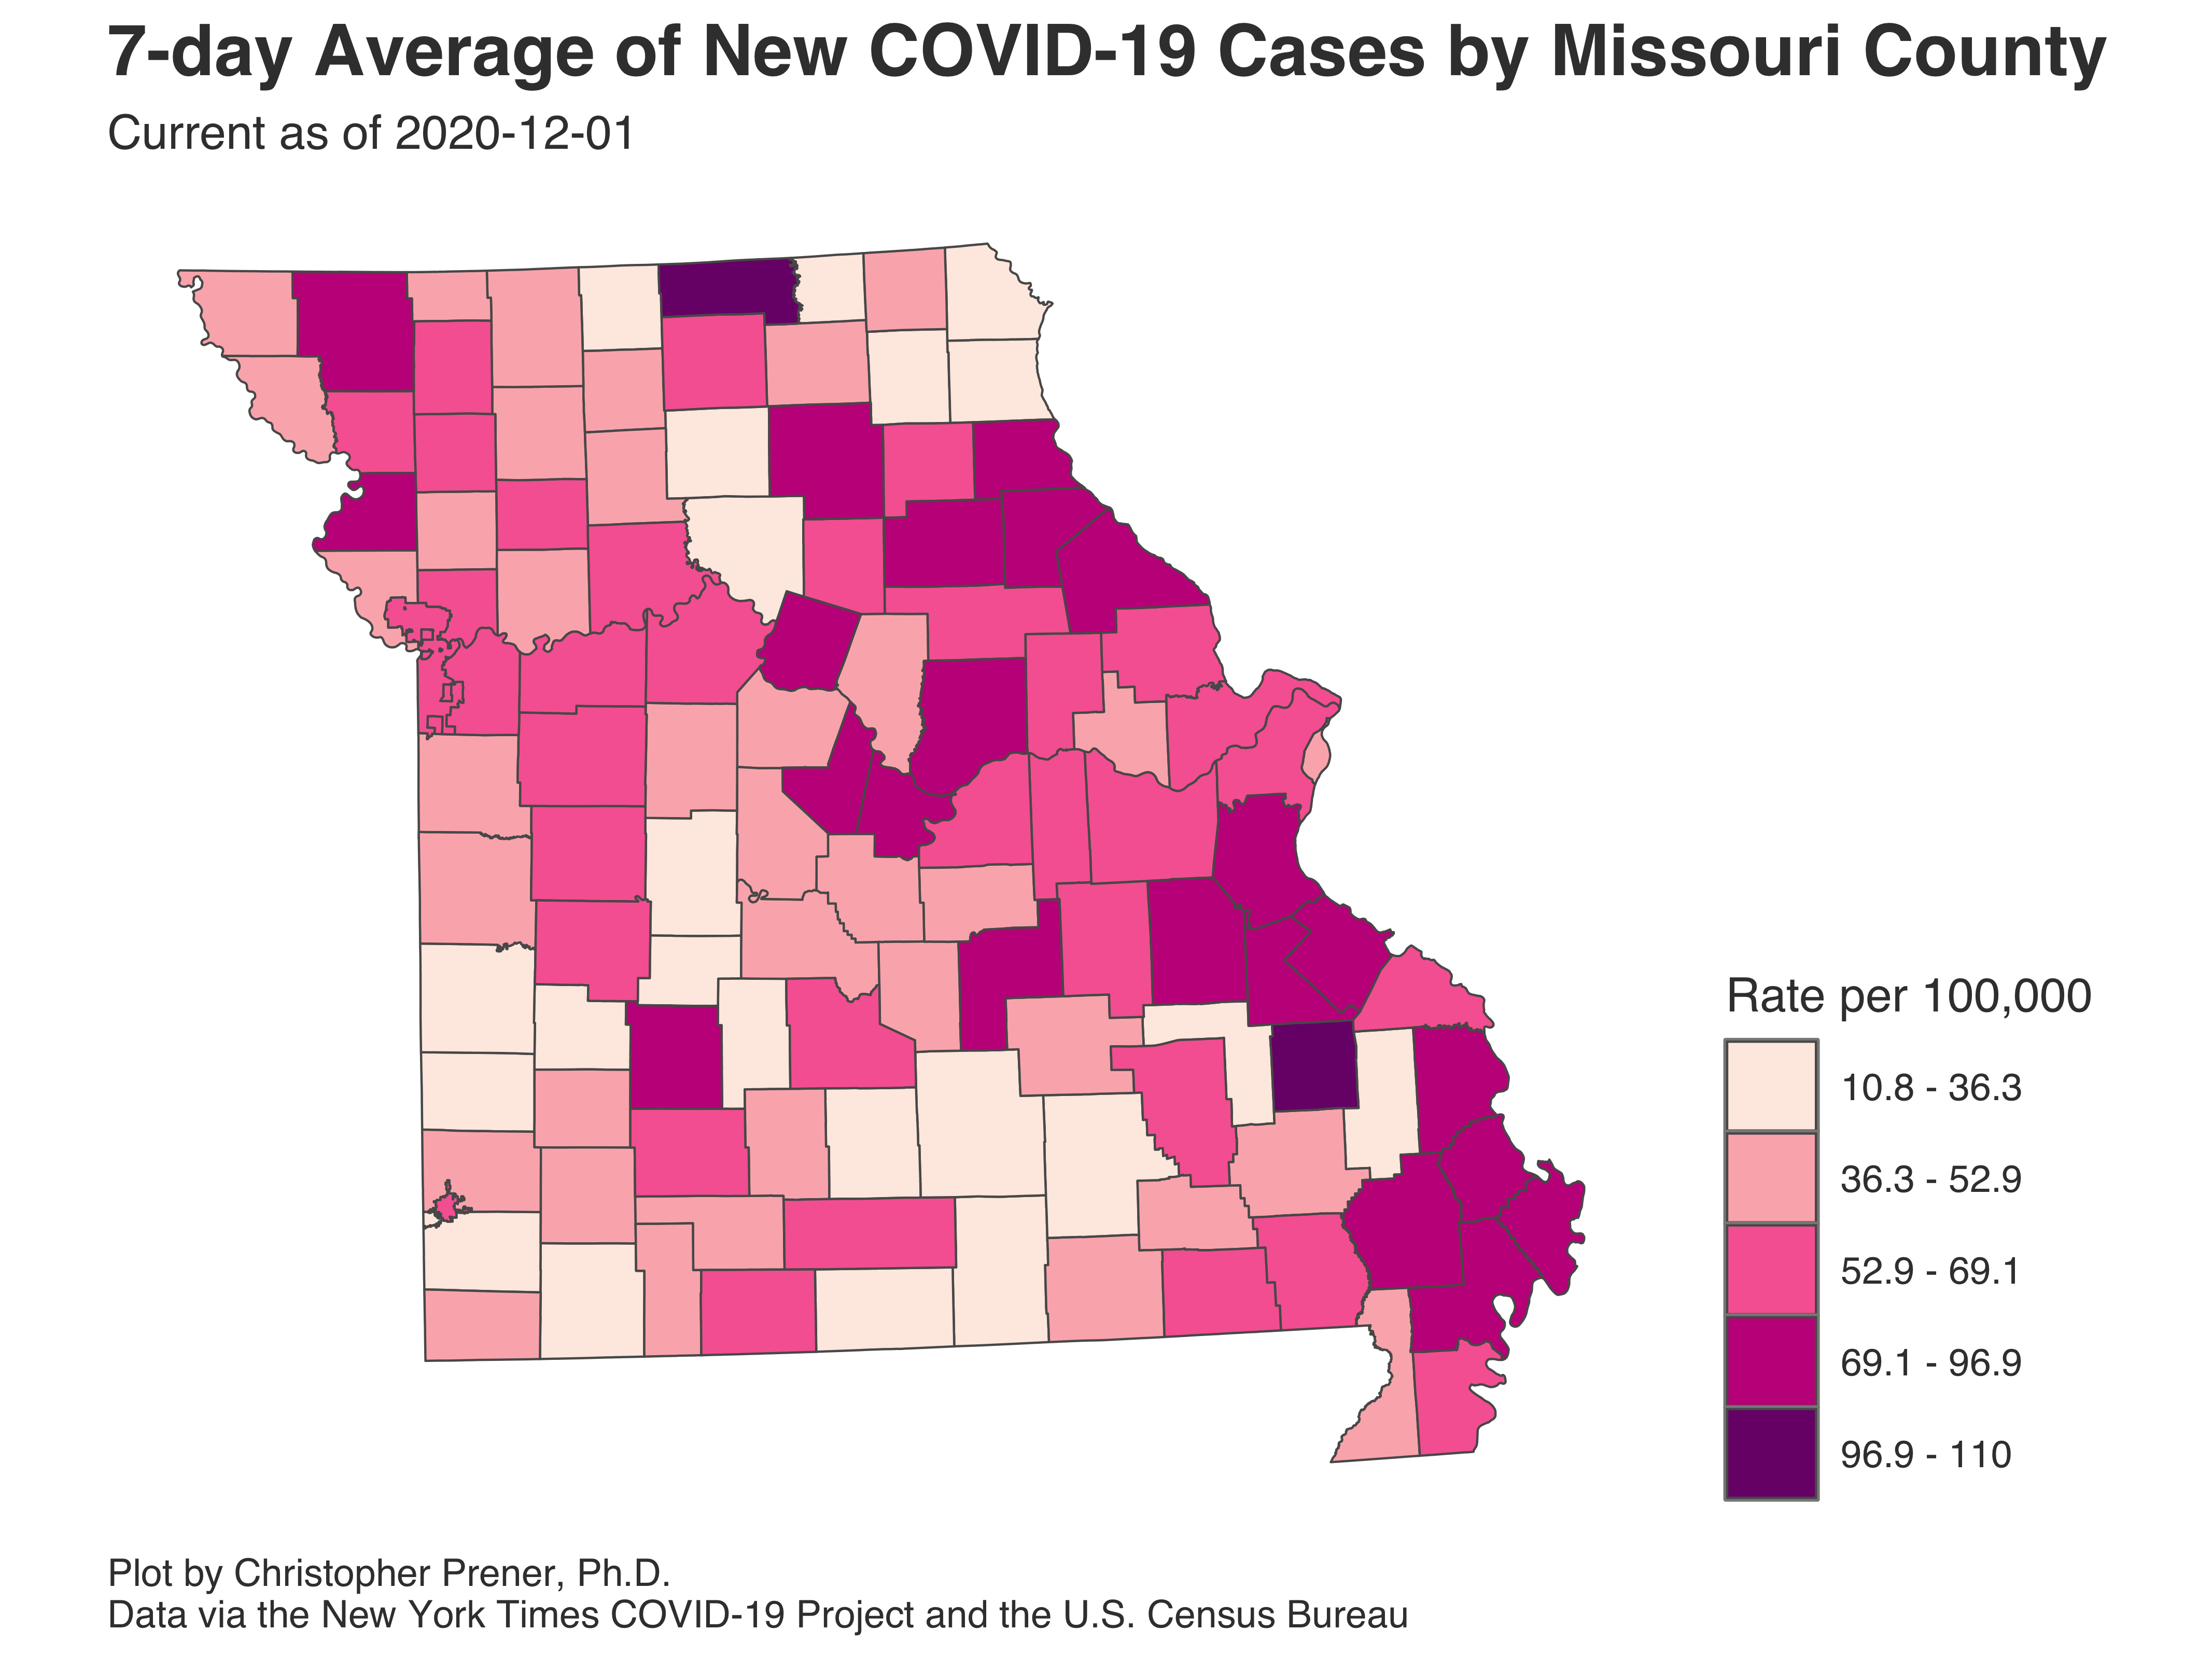 7-day Average of New COVID-19 Cases by Missouri County
Current as of 2020-12-01
Rate per 100,000
10.8 - 36.3
36.3 - 52.9
52.9 - 69.1
69.1 - 96.9
96.9 - 110
Plot by Christopher Prener, Ph.D.
Data via the New York Times COVID-19 Project and the U.S. Census Bureau